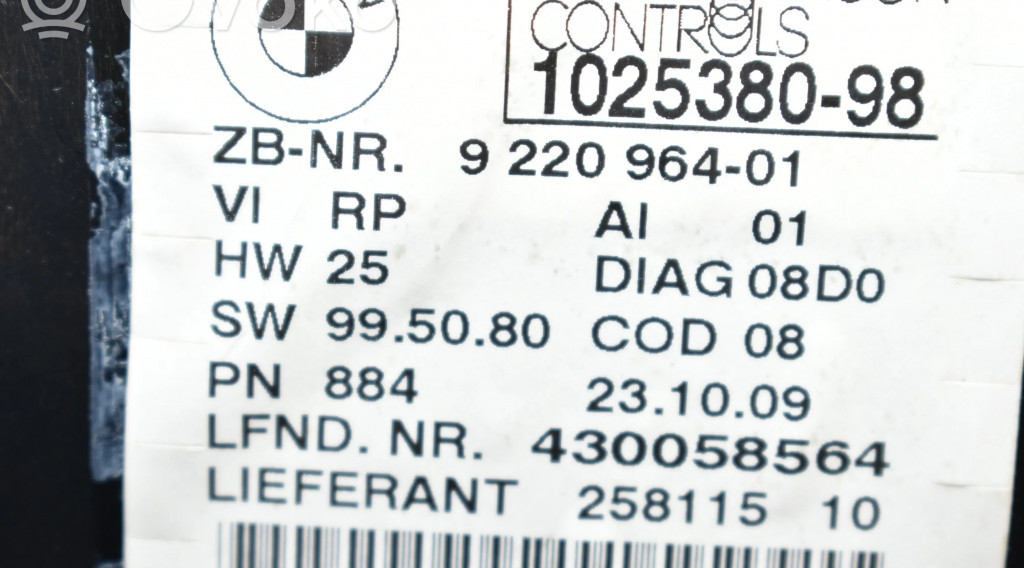 CONTROLS
1025380-98
ZB-NR. 9 220 964-01
VI RP AI 01
HW 25 DIAG 08D0
SW 99.50.80 COD 08
PN 884 23.10.09
LFND. NR. 430058564
LIEFERANT 258115 10